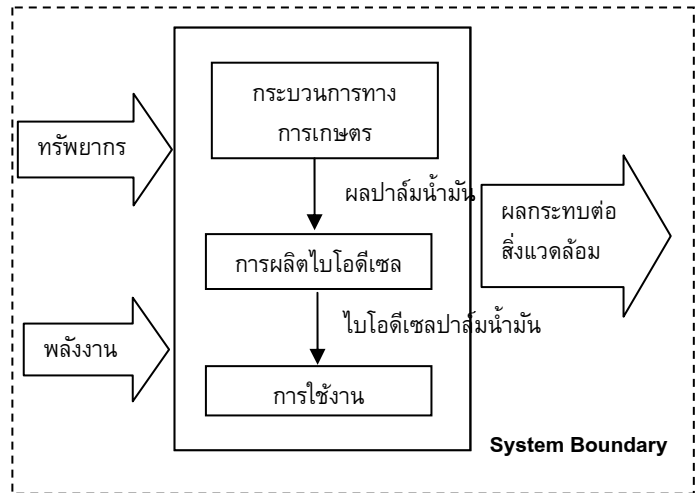 กระบวนการทาง
การเกษตร
ทรัพยากร
ผลปาล์มน้ำมัน
ผลกระทบต่อ
สิ่งแวดล้อม
การผลิตไบโอดีเซล
ไบโอดีเซลปาล์มน้ำมัน
พลังงาน
การใช้งาน
System Boundary